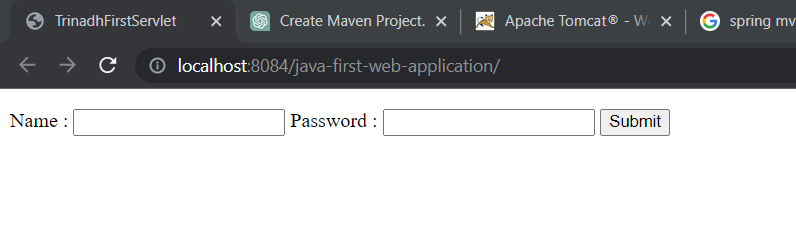 TrinadhFirstServlet Create Maven Project. Apache Tomcat® - W spring mv
localhost:8084/java-first-web-application/
Name : Password : Submit